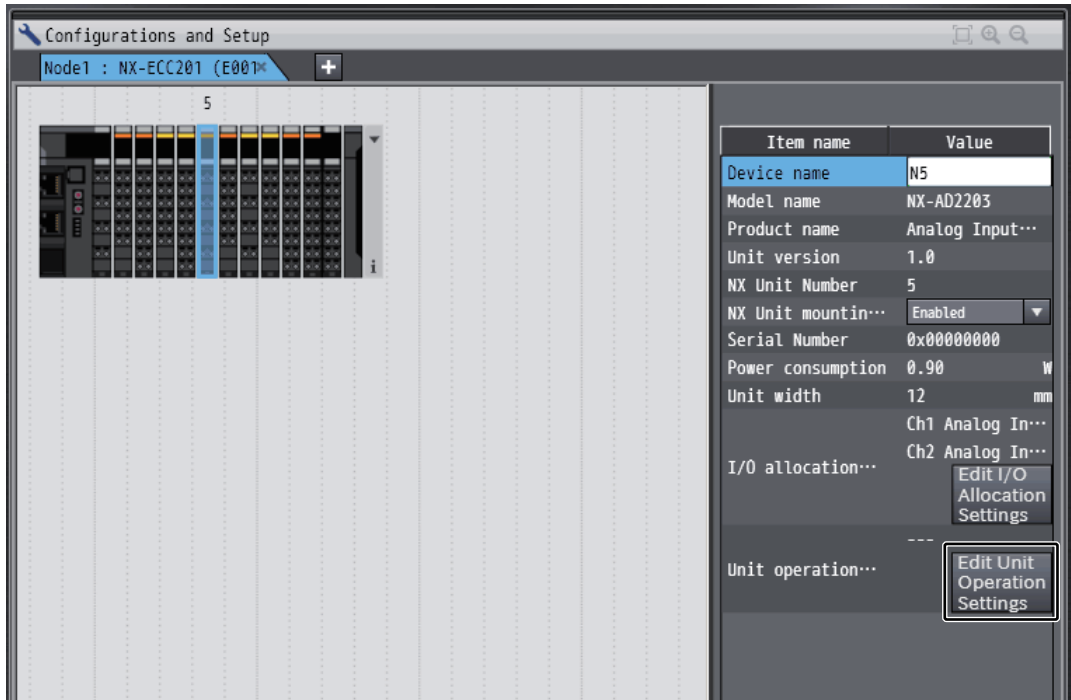 Configurations and Setup
Node1 : NX-ECC201 (E001
5
Item name Value
Device name N5
Model name NX-AD2203
Product name Analog Input···
Unit version 1.0
NX Unit Number 5
NX Unit mountin··· Enabled
Serial Number 0x00000000
Power consumption 0.90 W
Unit width 12 mm
Ch1 Analog In···
Ch2 Analog In···
I/O allocation···
Edit I/O
Allocation
Settings
---
Unit operation···
Edit Unit
Operation
Settings
i